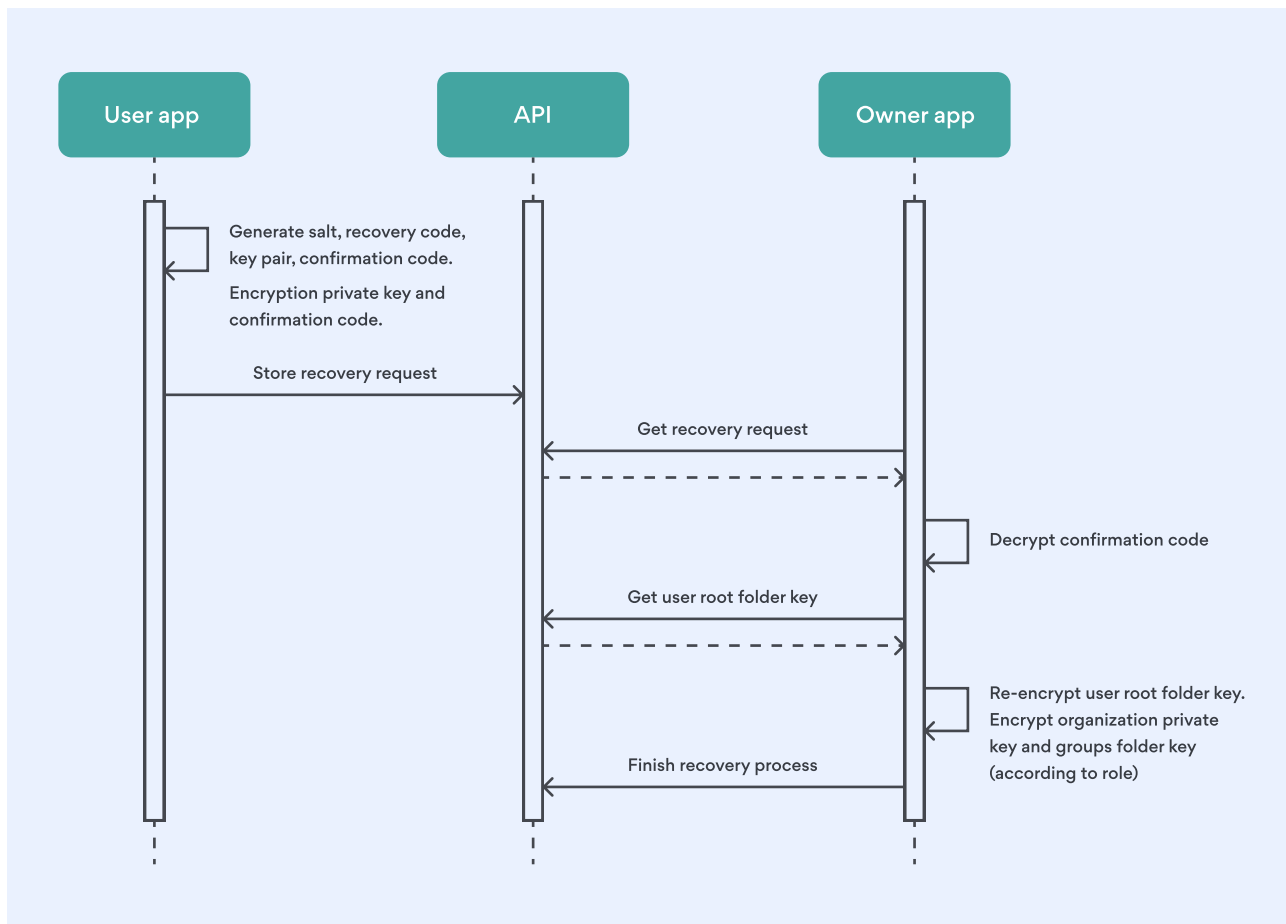 User app
API
Owner app
Generate salt, recovery code,
key pair, confirmation code.
Encryption private key and
confirmation code.
Store recovery request
Get recovery request
Decrypt confirmation code
Get user root folder key
Re-encrypt user root folder key.
Encrypt organization private
key and groups folder key
(according to role)
Finish recovery process